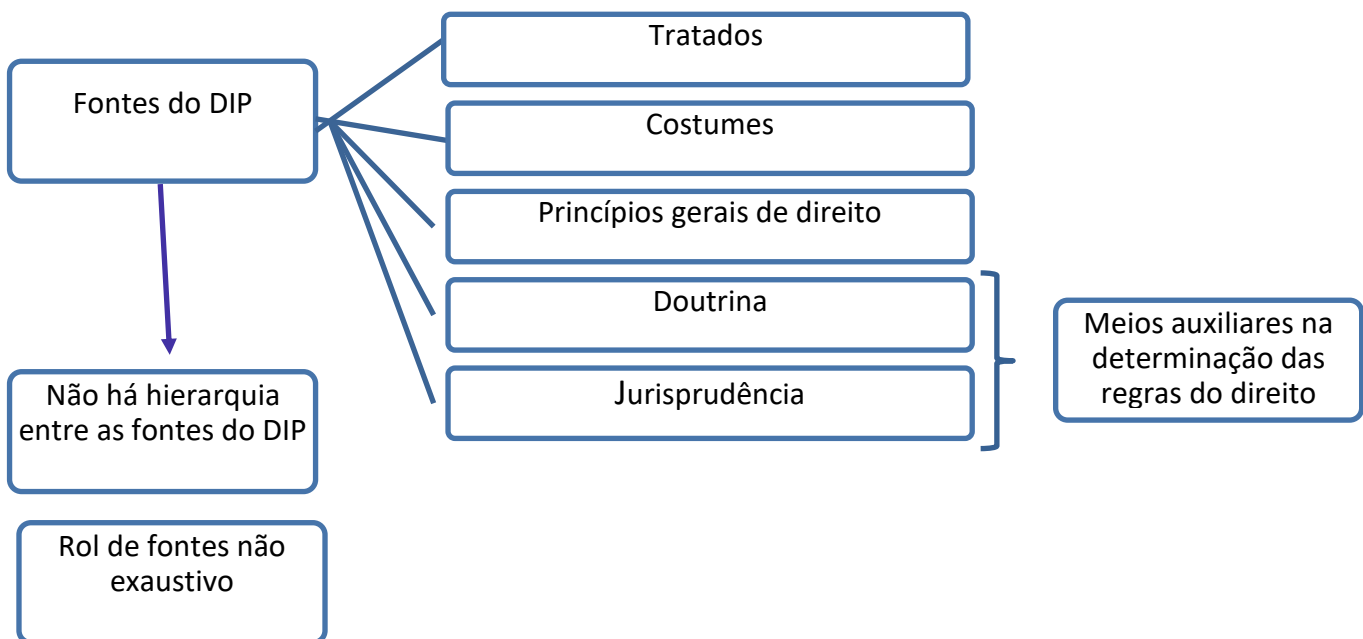 Fontes do DIP
Tratados
Costumes
Princípios gerais de direito
Doutrina
Jurisprudência
Meios auxiliares na
determinação das
regras do direito
Não há hierarquia
entre as fontes do DIP
Rol de fontes não
exaustivo